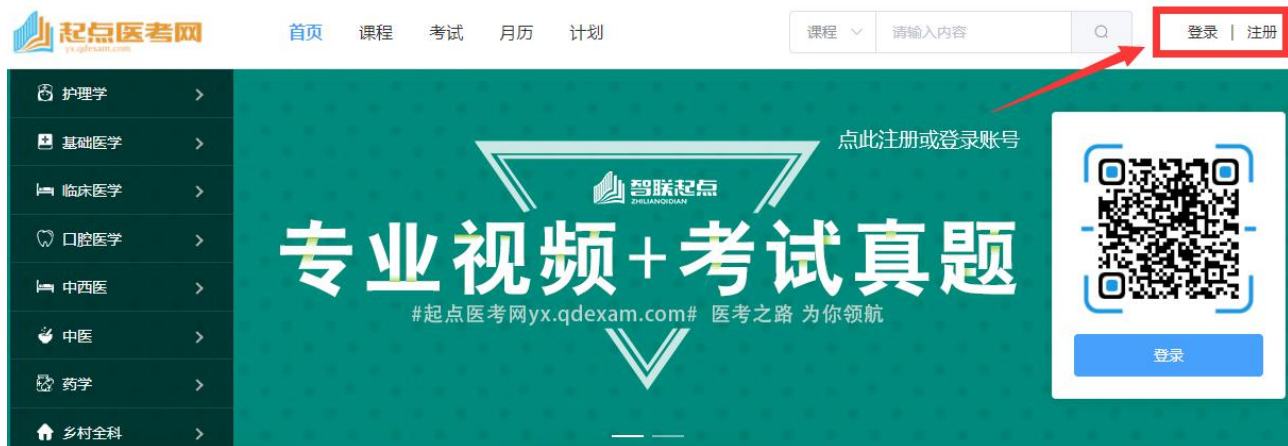 起点医考网
yx.qdexam.com
首页 课程 考试 月历 计划
课程 请输入内容
登录 | 注册
护理学
基础医学
临床医学
口腔医学
中西医
中医
药学
乡村全科
点此注册或登录账号
智联起点
ZHILIANQIDIAN
专业视频+考试真题
#起点医考网yx.qdexam.com# 医考之路 为你领航
登录